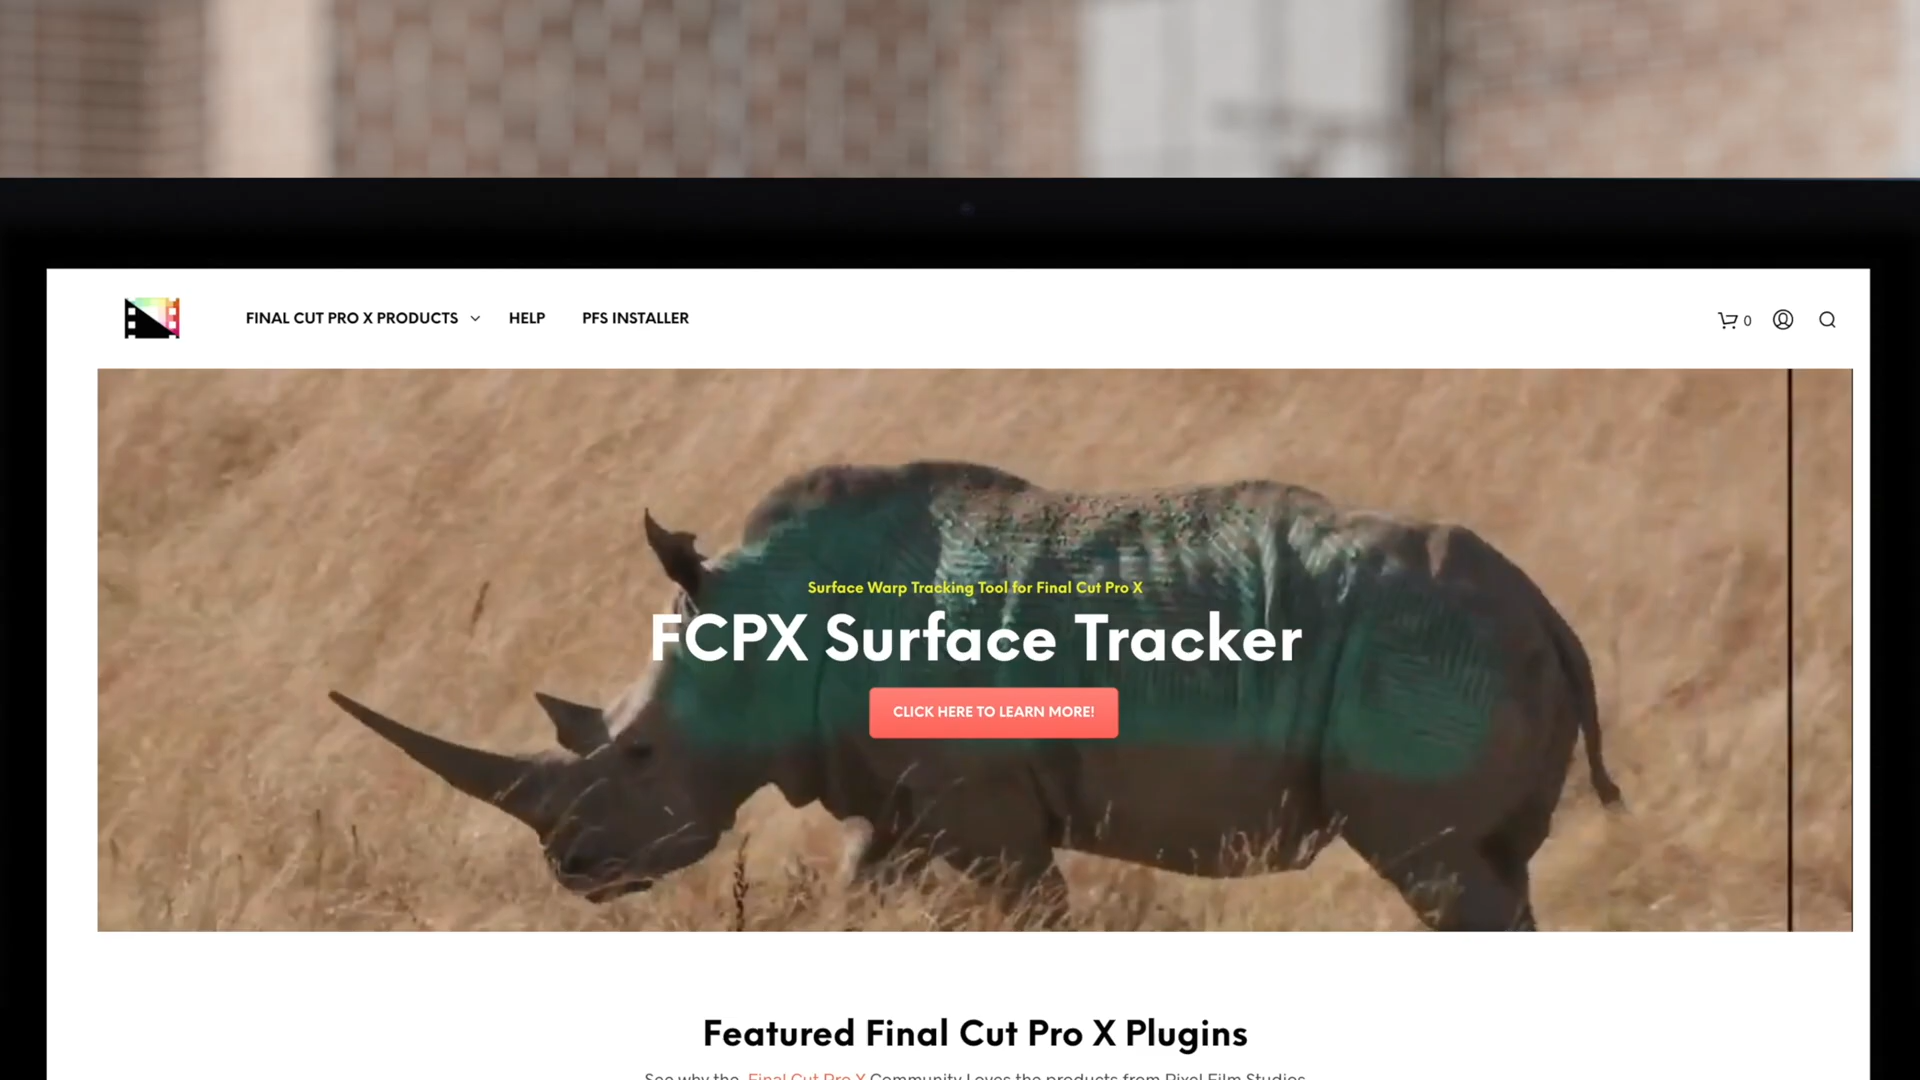 FINAL CUT PRO X PRODUCTS HELP PFS INSTALLER 0
Surface Warp Tracking Tool for Final Cut Pro X
FCPX Surface Tracker
CLICK HERE TO LEARN MORE!
Featured Final Cut Pro X Plugins
See why the Final Cut Pro X Community Loves the products from Pixel Film Studios